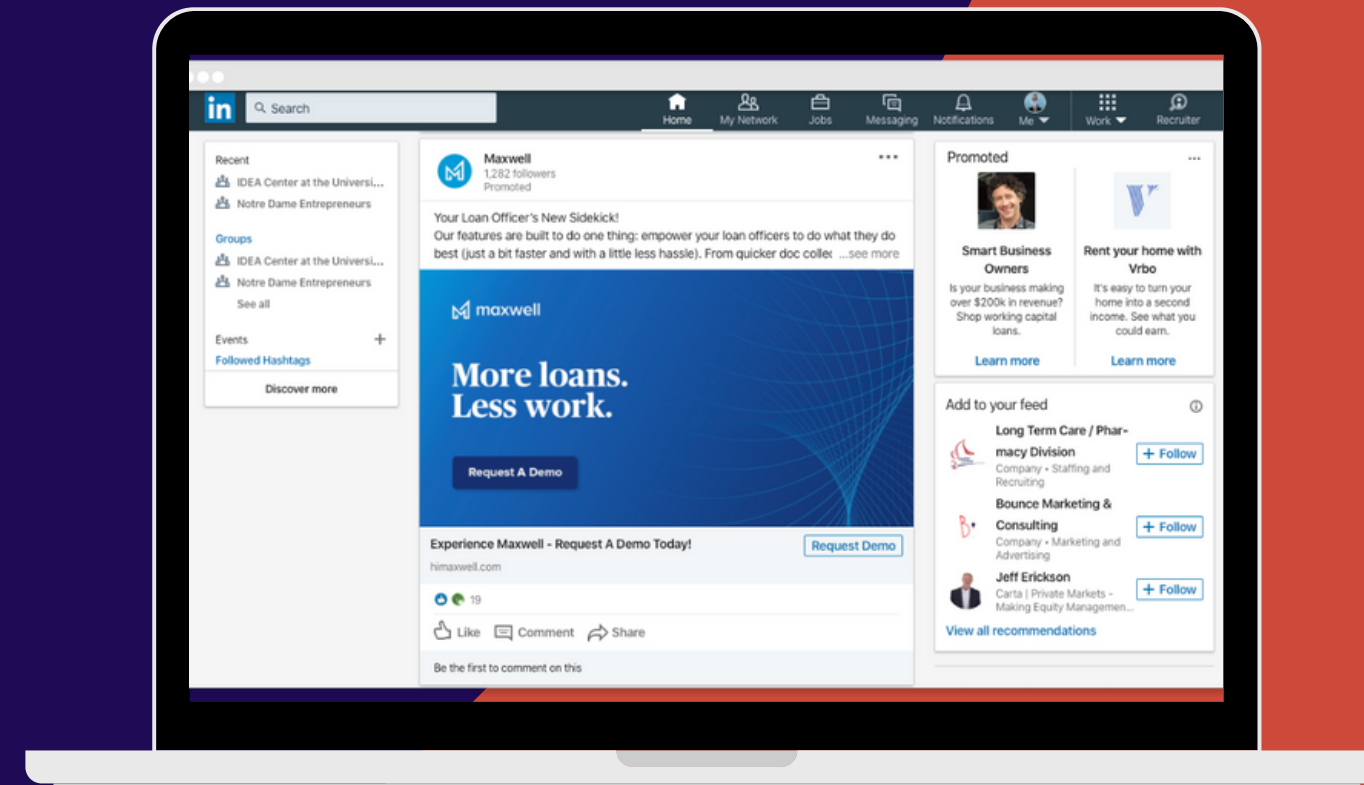 in
Search
Home
My Network
Jobs
Messaging
Notifications
Me
Work
Recruiter
Recent
IDEA Center at the Universi...
Notre Dame Entrepreneurs
Groups
IDEA Center at the Universi...
Notre Dame Entrepreneurs
See all
Events
Followed Hashtags
Discover more
Maxwell
1,282 followers
Promoted
Your Loan Officer's New Sidekick!
Our features are built to do one thing: empower your loan officers to do what they do
best (just a bit faster and with a little less hassle). From quicker doc collec ...see more
maxwell
More loans.
Less work.
Request A Demo
Experience Maxwell - Request A Demo Today!
Request Demo
himaxwell.com
19
Like
Comment
Share
Be the first to comment on this
Promoted
Smart Business
Owners
Is your business making
over $200k in revenue?
Shop working capital
loans.
Learn more
Rent your home with
Vrbo
It's easy to turn your
home into a second
income. See what you
could earn.
Learn more
Add to your feed
Long Term Care / Phar-
macy Division
Company • Staffing and
Recruiting
+ Follow
B
Bounce Marketing &
Consulting
Company • Marketing and
Advertising
+ Follow
Jeff Erickson
Carta | Private Markets -
Making Equity Managemen...
+ Follow
View all recommendations